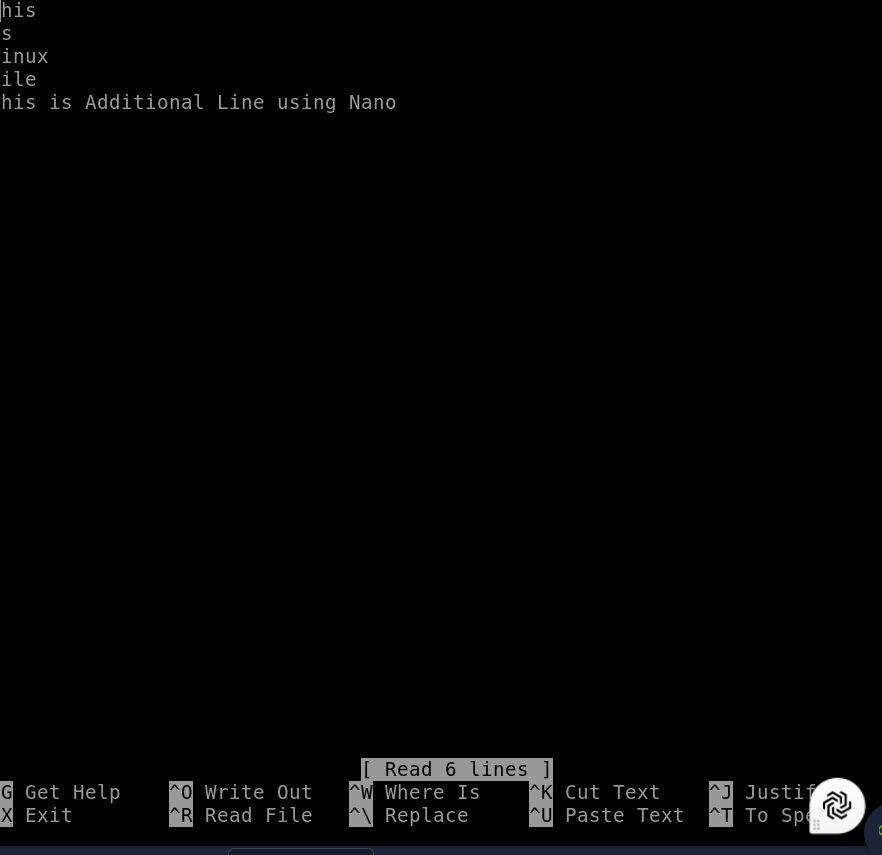 his
s
inux
ile
his is Additional Line using Nano
[ Read 6 lines ]
G Get Help ^O Write Out ^W Where Is ^K Cut Text ^J Justif
X Exit ^R Read File ^\ Replace ^U Paste Text ^T To Spe